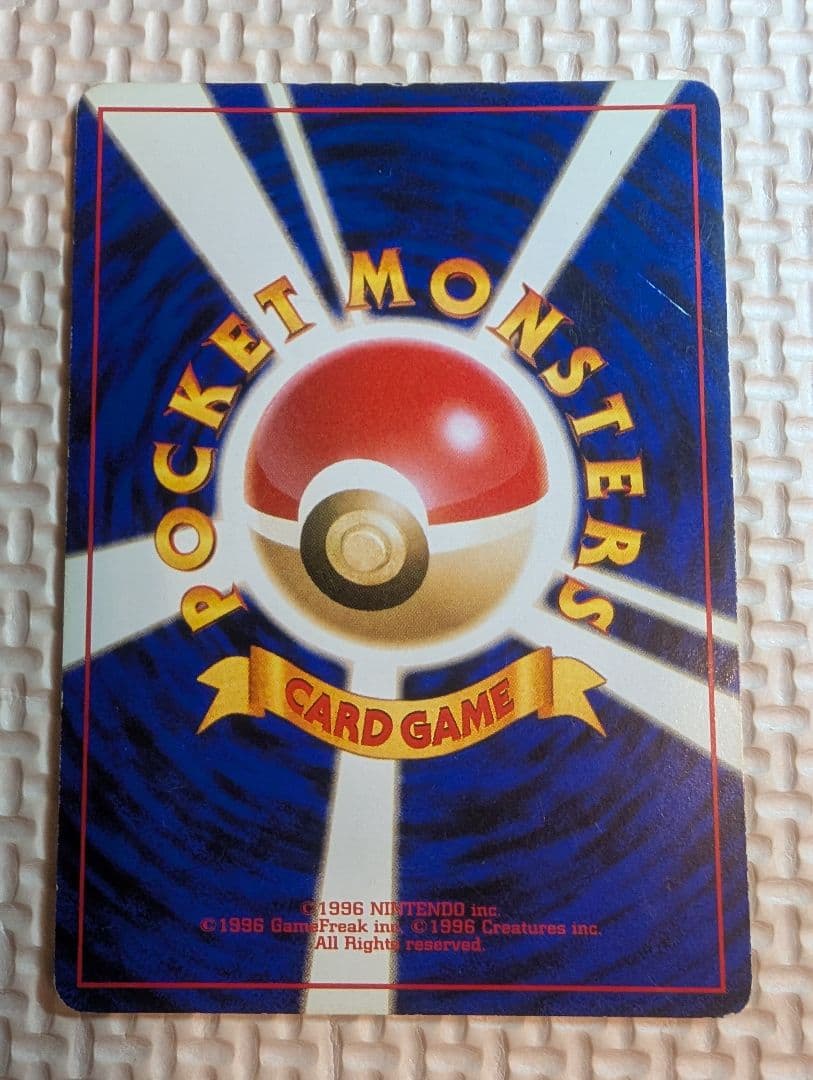 POCKET MONSTERS
CARD GAME
©1996 NINTENDO inc.
©1996 GameFreak inc. ©1996 Creatures inc.
All Rights reserved.